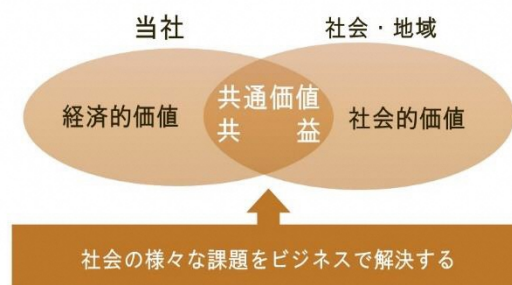 当社
社会・地域
経済的価値
共通価値
共 益
社会的価値
社会の様々な課題をビジネスで解決する